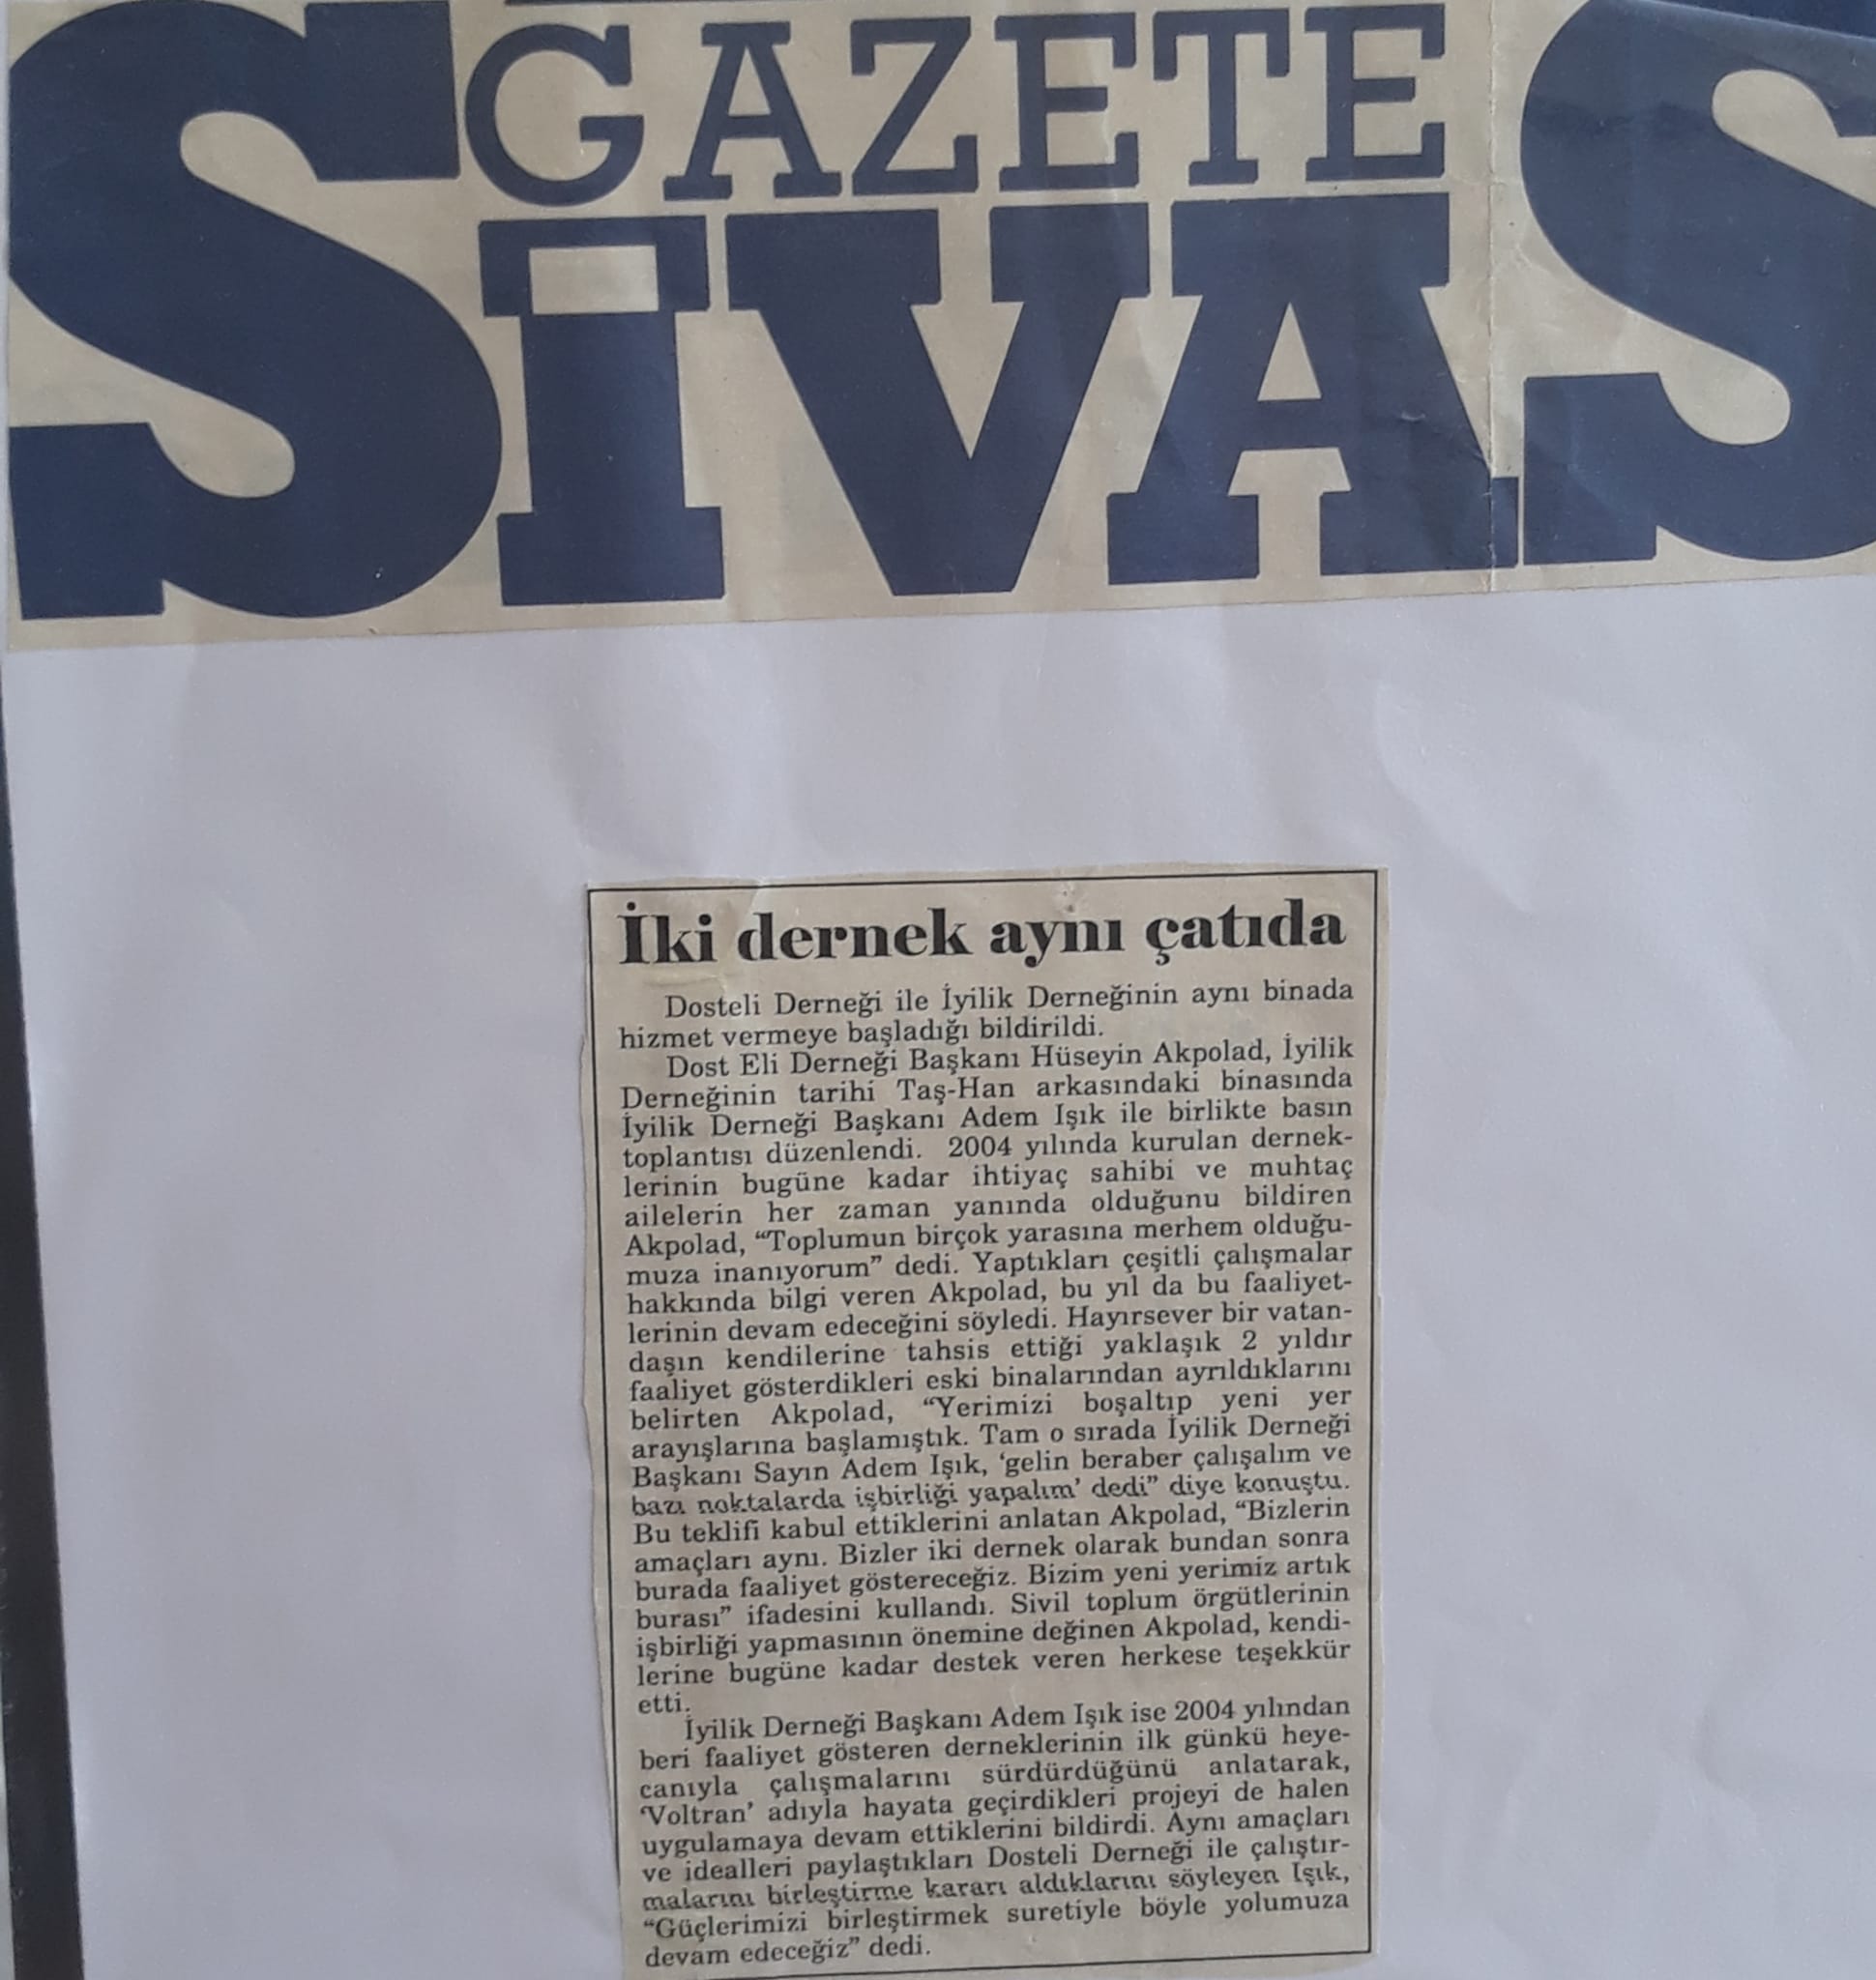 GAZETE
SİVAS
İki dernek aynı çatıda
Dosteli Derneği ile İyilik Derneğinin aynı binada
hizmet vermeye başladığı bildirildi.
Dost Eli Derneği Başkanı Hüseyin Akpolad, İyilik
Derneğinin tarihi Taş-Han arkasındaki binasında
İyilik Derneği Başkanı Adem Işık ile birlikte basın
toplantısı düzenlendi. 2004 yılında kurulan dernek-
lerinin bugüne kadar ihtiyaç sahibi ve muhtaç
ailelerin her zaman yanında olduğunu bildiren
Akpolad, “Toplumun birçok yarasına merhem olduğu-
muza inanıyorum” dedi. Yaptıkları çeşitli çalışmalar
hakkında bilgi veren Akpolad, bu yıl da bu faaliyet-
lerinin devam edeceğini söyledi. Hayırsever bir vatan-
daşın kendilerine tahsis ettiği yaklaşık 2 yıldır
faaliyet gösterdikleri eski binalarından ayrıldıklarını
belirten Akpolad, “Yerimizi boşaltıp yeni yer
arayışlarına başlamıştık. Tam o sırada İyilik Derneği
Başkanı Sayın Adem Işık, ‘gelin beraber çalışalım ve
bazı noktalarda işbirliği yapalım’ dedi” diye konuştu.
Bu teklifi kabul ettiklerini anlatan Akpolad, “Bizlerin
amaçları aynı. Bizler iki dernek olarak bundan sonra
burada faaliyet göstereceğiz. Bizim yeni yerimiz artık
burası” ifadesini kullandı. Sivil toplum örgütlerinin
işbirliği yapmasının önemine değinen Akpolad, kendi-
lerine bugüne kadar destek veren herkese teşekkür
etti.
İyilik Derneği Başkanı Adem Işık ise 2004 yılından
beri faaliyet gösteren derneklerinin ilk günkü heye-
canıyla çalışmalarını sürdürdüğünü anlatarak,
‘Voltran’ adıyla hayata geçirdikleri projeyi de halen
uygulamaya devam ettiklerini bildirdi. Aynı amaçları
ve idealleri paylaştıkları Dosteli Derneği ile çalıştır-
malarını birleştirme kararı aldıklarını söyleyen Işık,
“Güçlerimizi birleştirmek suretiyle böyle yolumuza
devam edeceğiz” dedi.